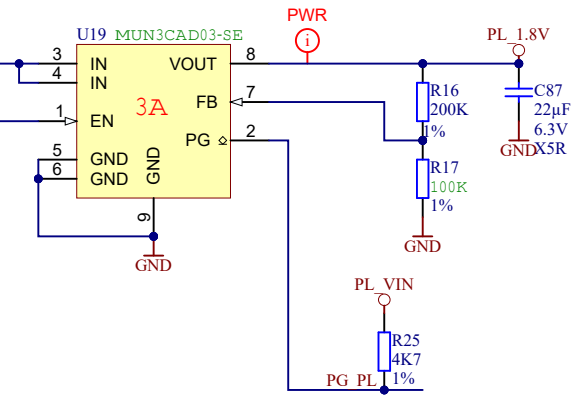 PWR
i
U19 MUN3CAD03-SE
PL_1.8V
3 IN VOUT 8
4 IN
R16
200K
1%
C87
22µF
6.3V
X5R
GND
FB 7
3A
1 EN
PG 2
5 GND
6 GND
GND
9
R17
100K
1%
GND
GND
PL_VIN
R25
4K7
1%
PG_PL